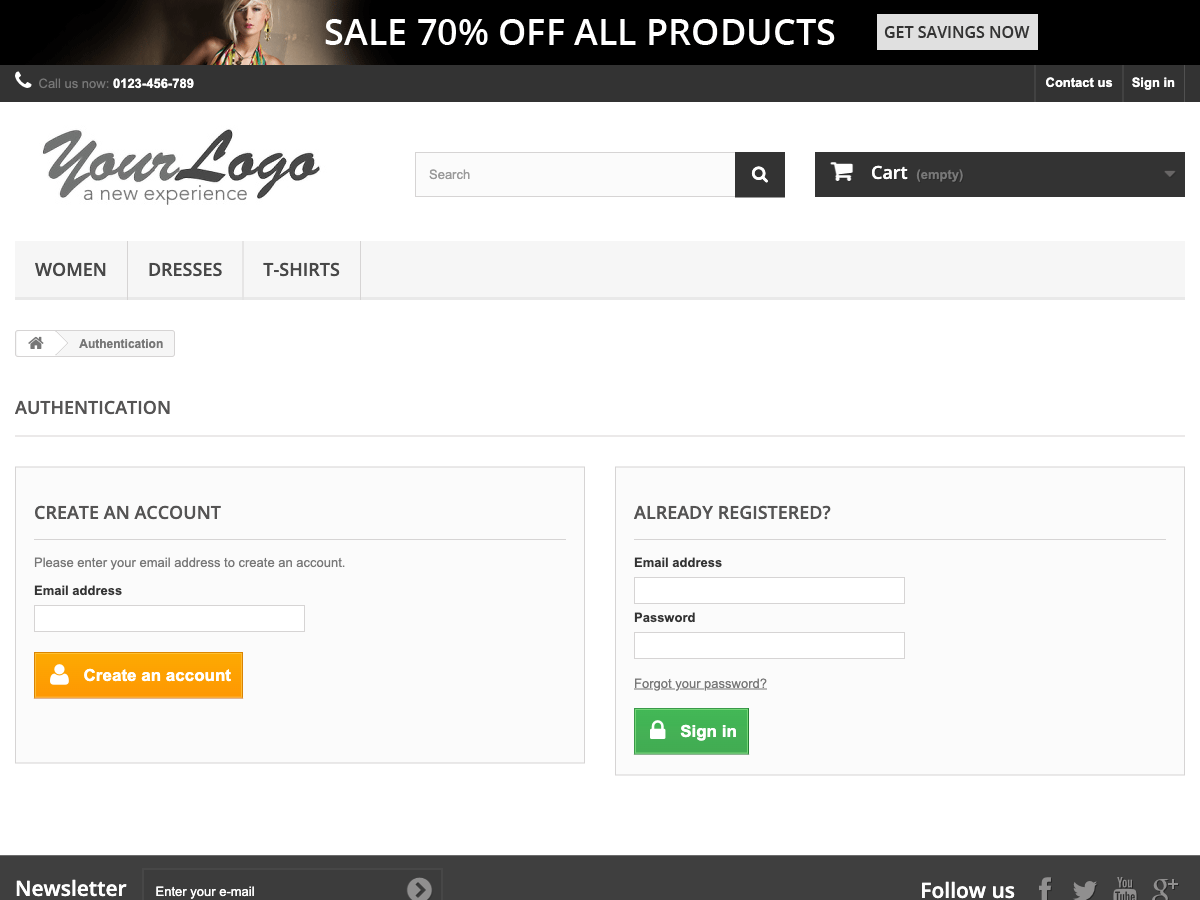 SALE 70% OFF ALL PRODUCTS GET SAVINGS NOW
Call us now: 0123-456-789 Contact us Sign in
YourLogo
a new experience
Search
Cart (empty)
WOMEN DRESSES T-SHIRTS
Authentication
AUTHENTICATION
CREATE AN ACCOUNT
Please enter your email address to create an account.
Email address
Create an account
ALREADY REGISTERED?
Email address
Password
Forgot your password?
Sign in
Newsletter Enter your e-mail Follow us You Tube g+